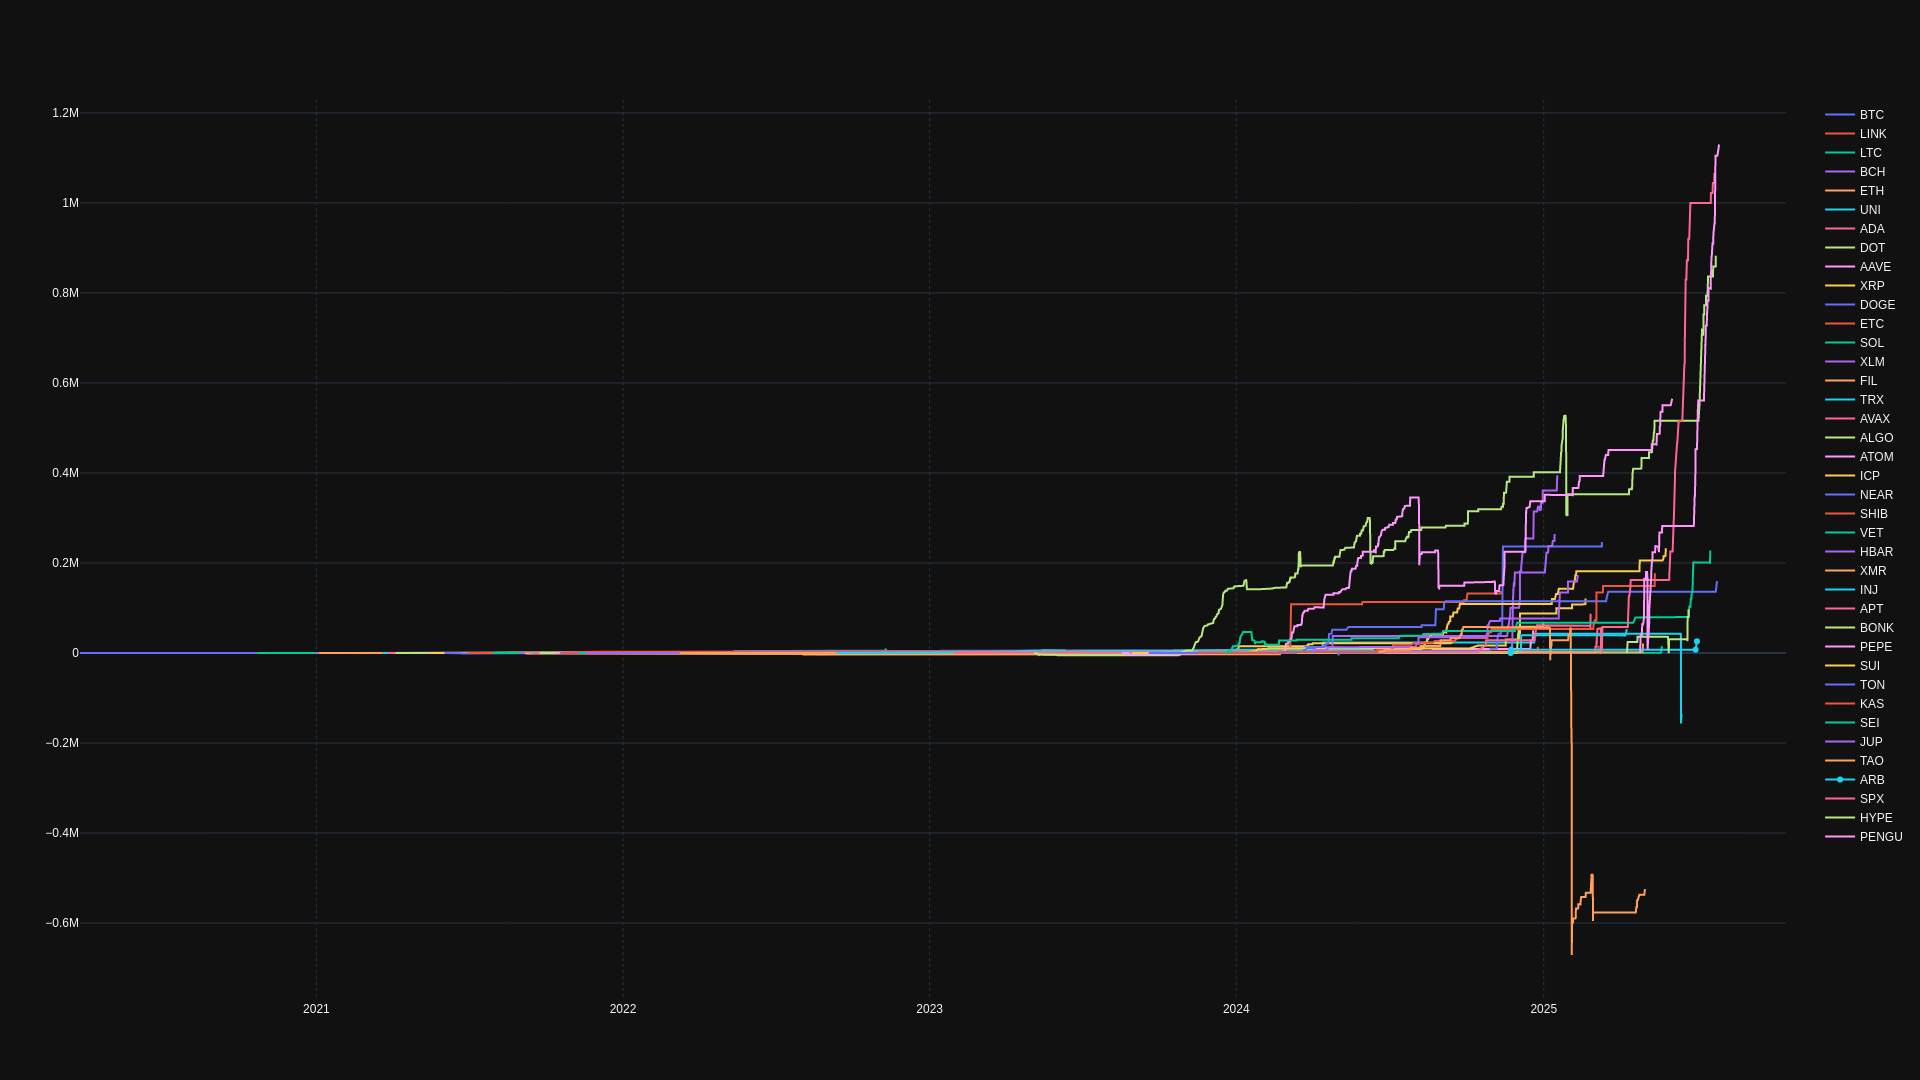 1.2M
1M
0.8M
0.6M
0.4M
0.2M
0
−0.2M
−0.4M
−0.6M
2021
2022
2023
2024
2025
BTC
LINK
LTC
BCH
ETH
UNI
ADA
DOT
AAVE
XRP
DOGE
ETC
SOL
XLM
FIL
TRX
AVAX
ALGO
ATOM
ICP
NEAR
SHIB
VET
HBAR
XMR
INJ
APT
BONK
PEPE
SUI
TON
KAS
SEI
JUP
TAO
ARB
SPX
HYPE
PENGU